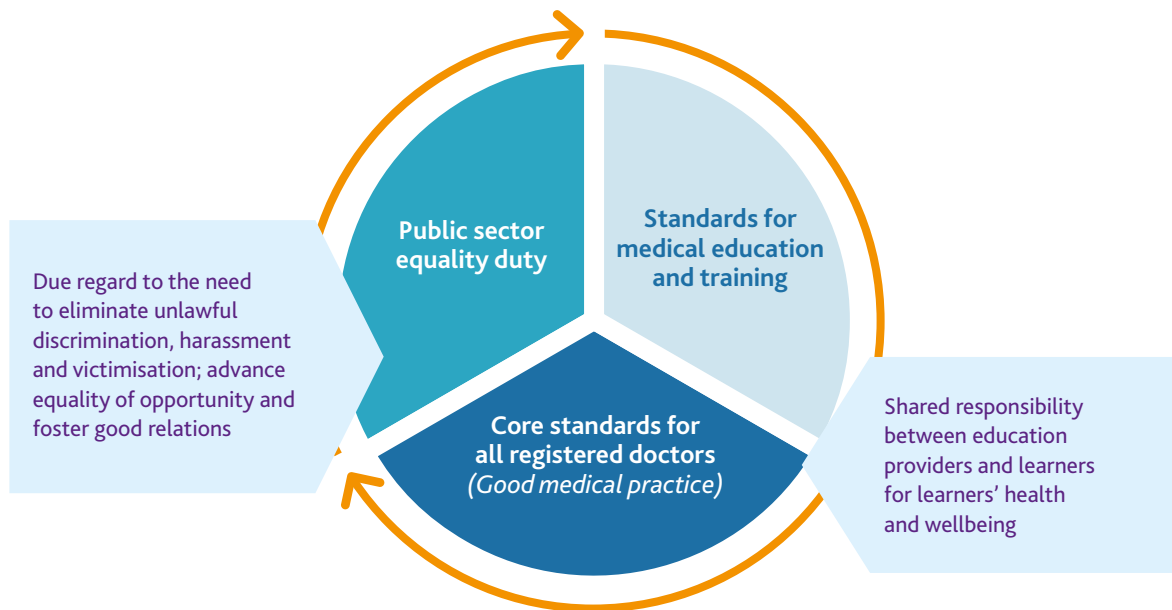 Public sector
equality duty
Standards for
medical education
and training
Due regard to the need
to eliminate unlawful
discrimination, harassment
and victimisation; advance
equality of opportunity and
foster good relations
Core standards for
all registered doctors
(Good medical practice)
Shared responsibility
between education
providers and learners
for learners’ health
and wellbeing